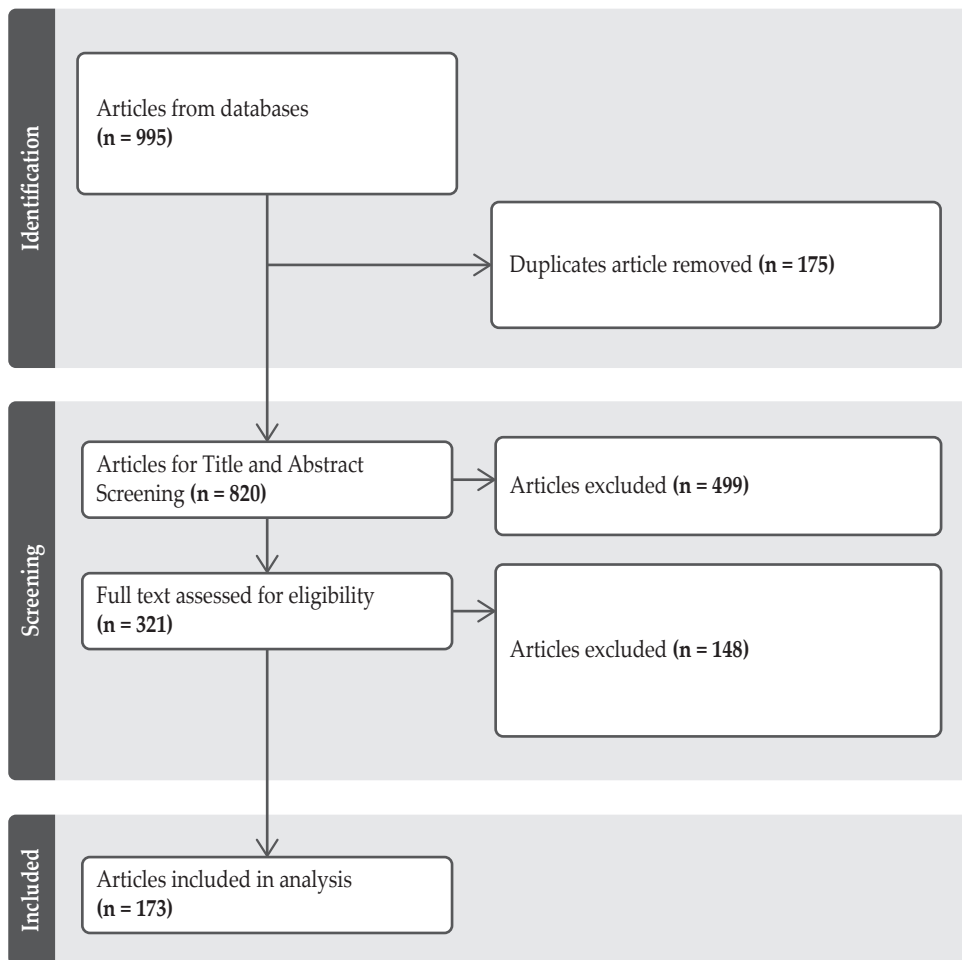 Identification
Articles from databases
(n = 995)
Duplicates article removed (n = 175)
Screening
Articles for Title and Abstract
Screening (n = 820)
Articles excluded (n = 499)
Full text assessed for eligibility
(n = 321)
Articles excluded (n = 148)
Included
Articles included in analysis
(n = 173)